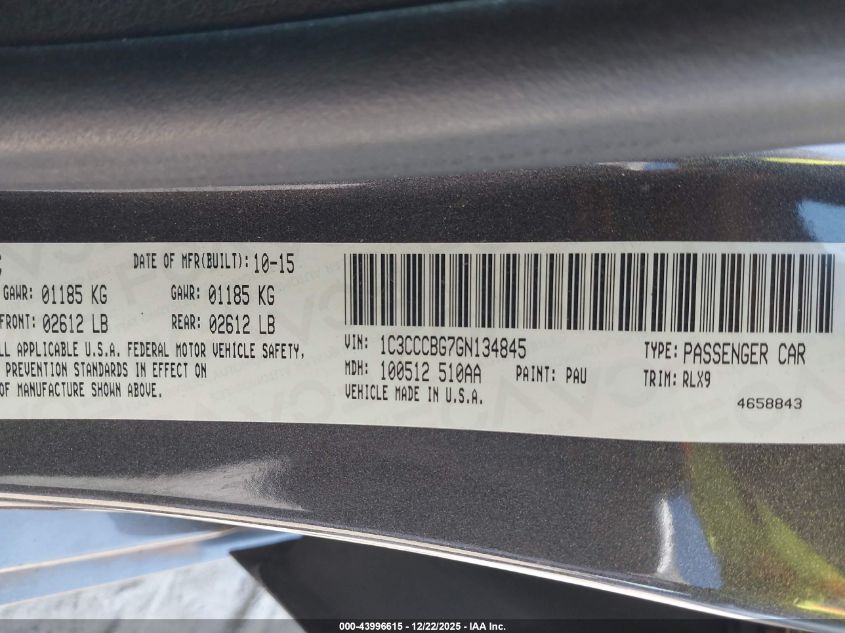 DATE OF MFR(BUILT): 10-15
GAWR: 01185 KG GAWR: 01185 KG
FRONT: 02612 LB REAR: 02612 LB
APPLICABLE U.S.A. FEDERAL MOTOR VEHICLE SAFETY,
PREVENTION STANDARDS IN EFFECT ON
OF MANUFACTURE SHOWN ABOVE.
VIN: 1C3CCCBG7GN134845 TYPE: PASSENGER CAR
MDH: 100512 510AA PAINT: PAU TRIM: RLX9
VEHICLE MADE IN U.S.A.
4658843
000-43996615 - 12/22/2025 - IAA Inc.